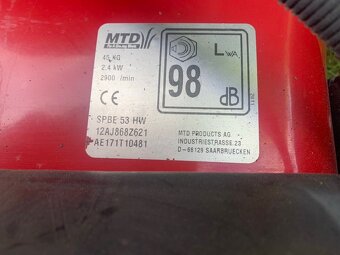 MTD
45 KG
2.4 kW
2900 /min
CE
LWA
98
dB
SPBE 53 HW
12AJ868Z621
AE171T10481
MTD PRODUCTS AG
INDUSTRIESTRASSE 23
D-66129 SAARBRUECKEN